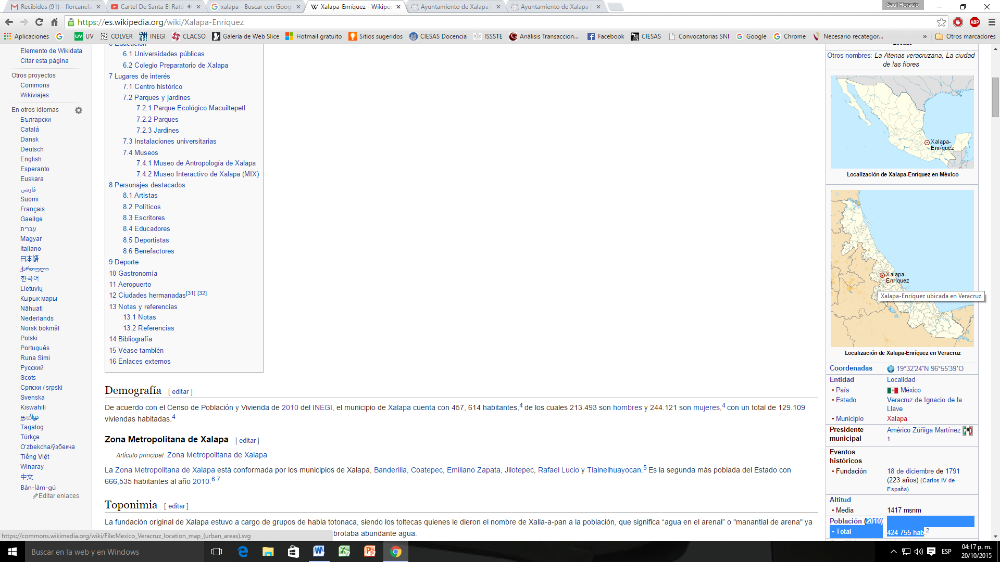 Recibidos (91) - florcanela
Cartel De Santa El Rató
xalapa - Buscar con Goog
Xalapa-Enríquez - Wikiped
Ayuntamiento de Xalapa |
Ayuntamiento de Xalapa |
Saul Horacio
https://es.wikipedia.org/wiki/Xalapa-Enríquez
ABP
Aplicaciones
UV
COLVER
INEGI
CLACSO
Galería de Web Slice
Hotmail gratuito
Sitios sugeridos
CIESAS Docencia
ISSSTE
Análisis Transaccion...
Facebook
CIESAS
Convocatorias SNI
Google
Chrome
Necesario recategor...
»
Otros marcadores
Elemento de Wikidata
Citar esta página
Otros proyectos
Commons
Wikiviajes
En otros idiomas
Български
Català
Dansk
Deutsch
English
Esperanto
Euskara
فارسی
Suomi
Français
Gaeilge
עברית
Magyar
Italiano
日本語
ქართული
한국어
Lietuvių
Кырык мары
Nāhuatl
Nederlands
Norsk bokmål
Polski
Português
Runa Simi
Русский
Scots
Српски / srpski
Svenska
Kiswahili
தமிழ்
Tagalog
Türkçe
Oʻzbekcha/ўзбекча
Tiếng Việt
Winaray
中文
Bân-lâm-gú
Editar enlaces
6 Educación
6.1 Universidades públicas
6.2 Colegio Preparatorio de Xalapa
7 Lugares de interés
7.1 Centro histórico
7.2 Parques y jardines
7.2.1 Parque Ecológico Macuiltepetl
7.2.2 Parques
7.2.3 Jardines
7.3 Instalaciones universitarias
7.4 Museos
7.4.1 Museo de Antropología de Xalapa
7.4.2 Museo Interactivo de Xalapa (MIX)
8 Personajes destacados
8.1 Artistas
8.2 Políticos
8.3 Escritores
8.4 Educadores
8.5 Deportistas
8.6 Benefactores
9 Deporte
10 Gastronomía
11 Aeropuerto
12 Ciudades hermanadas[31] [32]
13 Notas y referencias
13.1 Notas
13.2 Referencias
14 Bibliografía
15 Véase también
16 Enlaces externos
Demografía [ editar ]
De acuerdo con el Censo de Población y Vivienda de 2010 del INEGI, el municipio de Xalapa cuenta con 457, 614 habitantes,4 de los cuales 213.493 son hombres y 244.121 son mujeres,4 con un total de 129.109
viviendas habitadas.4
Zona Metropolitana de Xalapa [ editar ]
Artículo principal: Zona Metropolitana de Xalapa
La Zona Metropolitana de Xalapa está conformada por los municipios de Xalapa, Banderilla, Coatepec, Emiliano Zapata, Jilotepec, Rafael Lucio y Tlalnelhuayocan.5 Es la segunda más poblada del Estado con
666,535 habitantes al año 2010.6 7
Toponimia [ editar ]
La fundación original de Xalapa estuvo a cargo de grupos de habla totonaca, siendo los toltecas quienes le dieron el nombre de Xalla-a-pan a la población, que significa “agua en el arenal” o "manantial de arena" ya
brotaba abundante agua.
https://commons.wikimedia.org/wiki/File:Mexico_Veracruz_location_map_(urban_areas).svg
Otros nombres: La Atenas veracruzana, La ciudad
de las flores
Xalapa-
Enríquez
Localización de Xalapa-Enríquez en México
Xalapa-
Enríquez
Xalapa-Enríquez ubicada en Veracruz
Localización de Xalapa-Enríquez en Veracruz
Coordenadas 19°32′24″N 96°55′39″O
Entidad Localidad
• País México
• Estado Veracruz de Ignacio de la
Llave
• Municipio Xalapa
Presidente municipal Américo Zúñiga Martínez
1
Eventos históricos
• Fundación 18 de diciembre de 1791
(223 años) (Carlos IV de
España)
Altitud
• Media 1417 msnm
Población (2010)
• Total 424 755 hab.2
Buscar en la web y en Windows
ESP
04:17 p. m.
20/10/2015